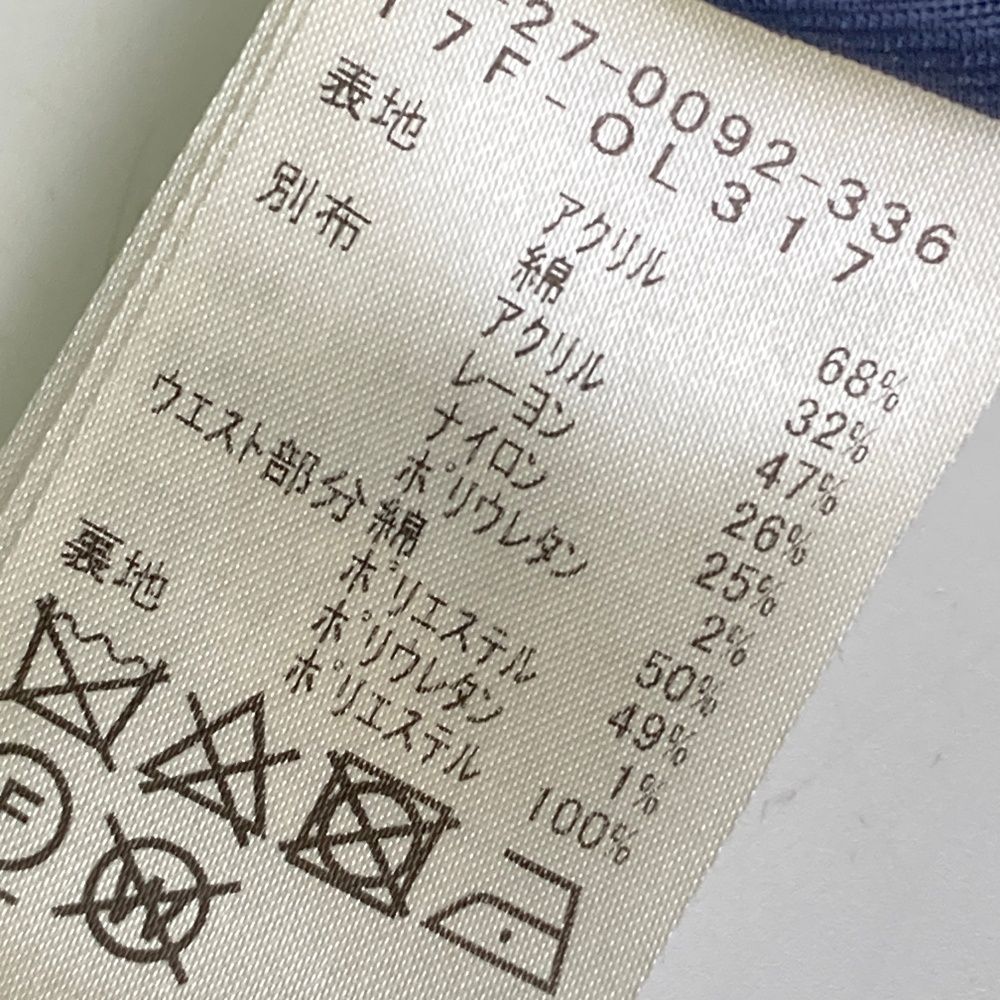 -27-0092-336
17F-OL317
表地 アクリル 68%
綿 32%
別布 アクリル 47%
レーヨン 26%
ナイロン 25%
ポリウレタン 2%
ウエスト部分 綿 50%
ポリエステル 49%
ポリウレタン 1%
裏地 ポリエステル 100%
F
W